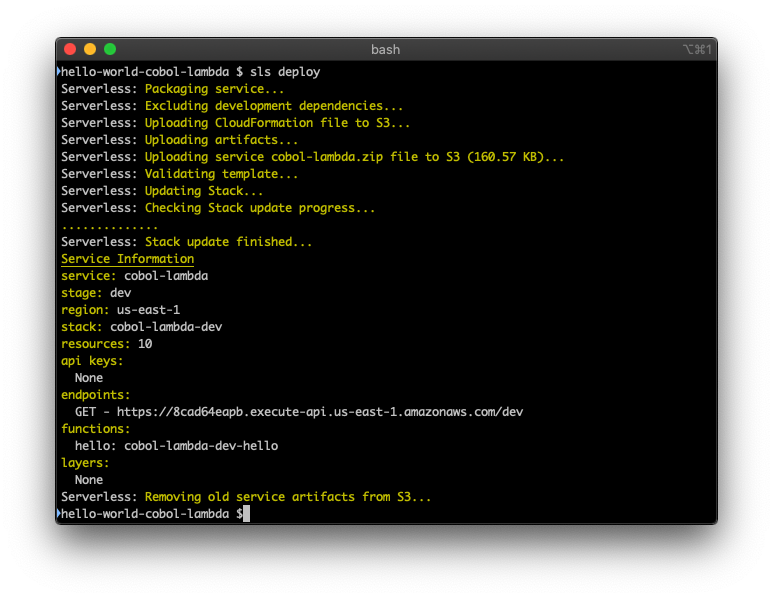 bash
⌥⌘1
hello-world-cobol-lambda $ sls deploy
Serverless: Packaging service...
Serverless: Excluding development dependencies...
Serverless: Uploading CloudFormation file to S3...
Serverless: Uploading artifacts...
Serverless: Uploading service cobol-lambda.zip file to S3 (160.57 KB)...
Serverless: Validating template...
Serverless: Updating Stack...
Serverless: Checking Stack update progress...
..............
Serverless: Stack update finished...
Service Information
service: cobol-lambda
stage: dev
region: us-east-1
stack: cobol-lambda-dev
resources: 10
api keys:
  None
endpoints:
  GET - https://8cad64eapb.execute-api.us-east-1.amazonaws.com/dev
functions:
  hello: cobol-lambda-dev-hello
layers:
  None
Serverless: Removing old service artifacts from S3...
hello-world-cobol-lambda $